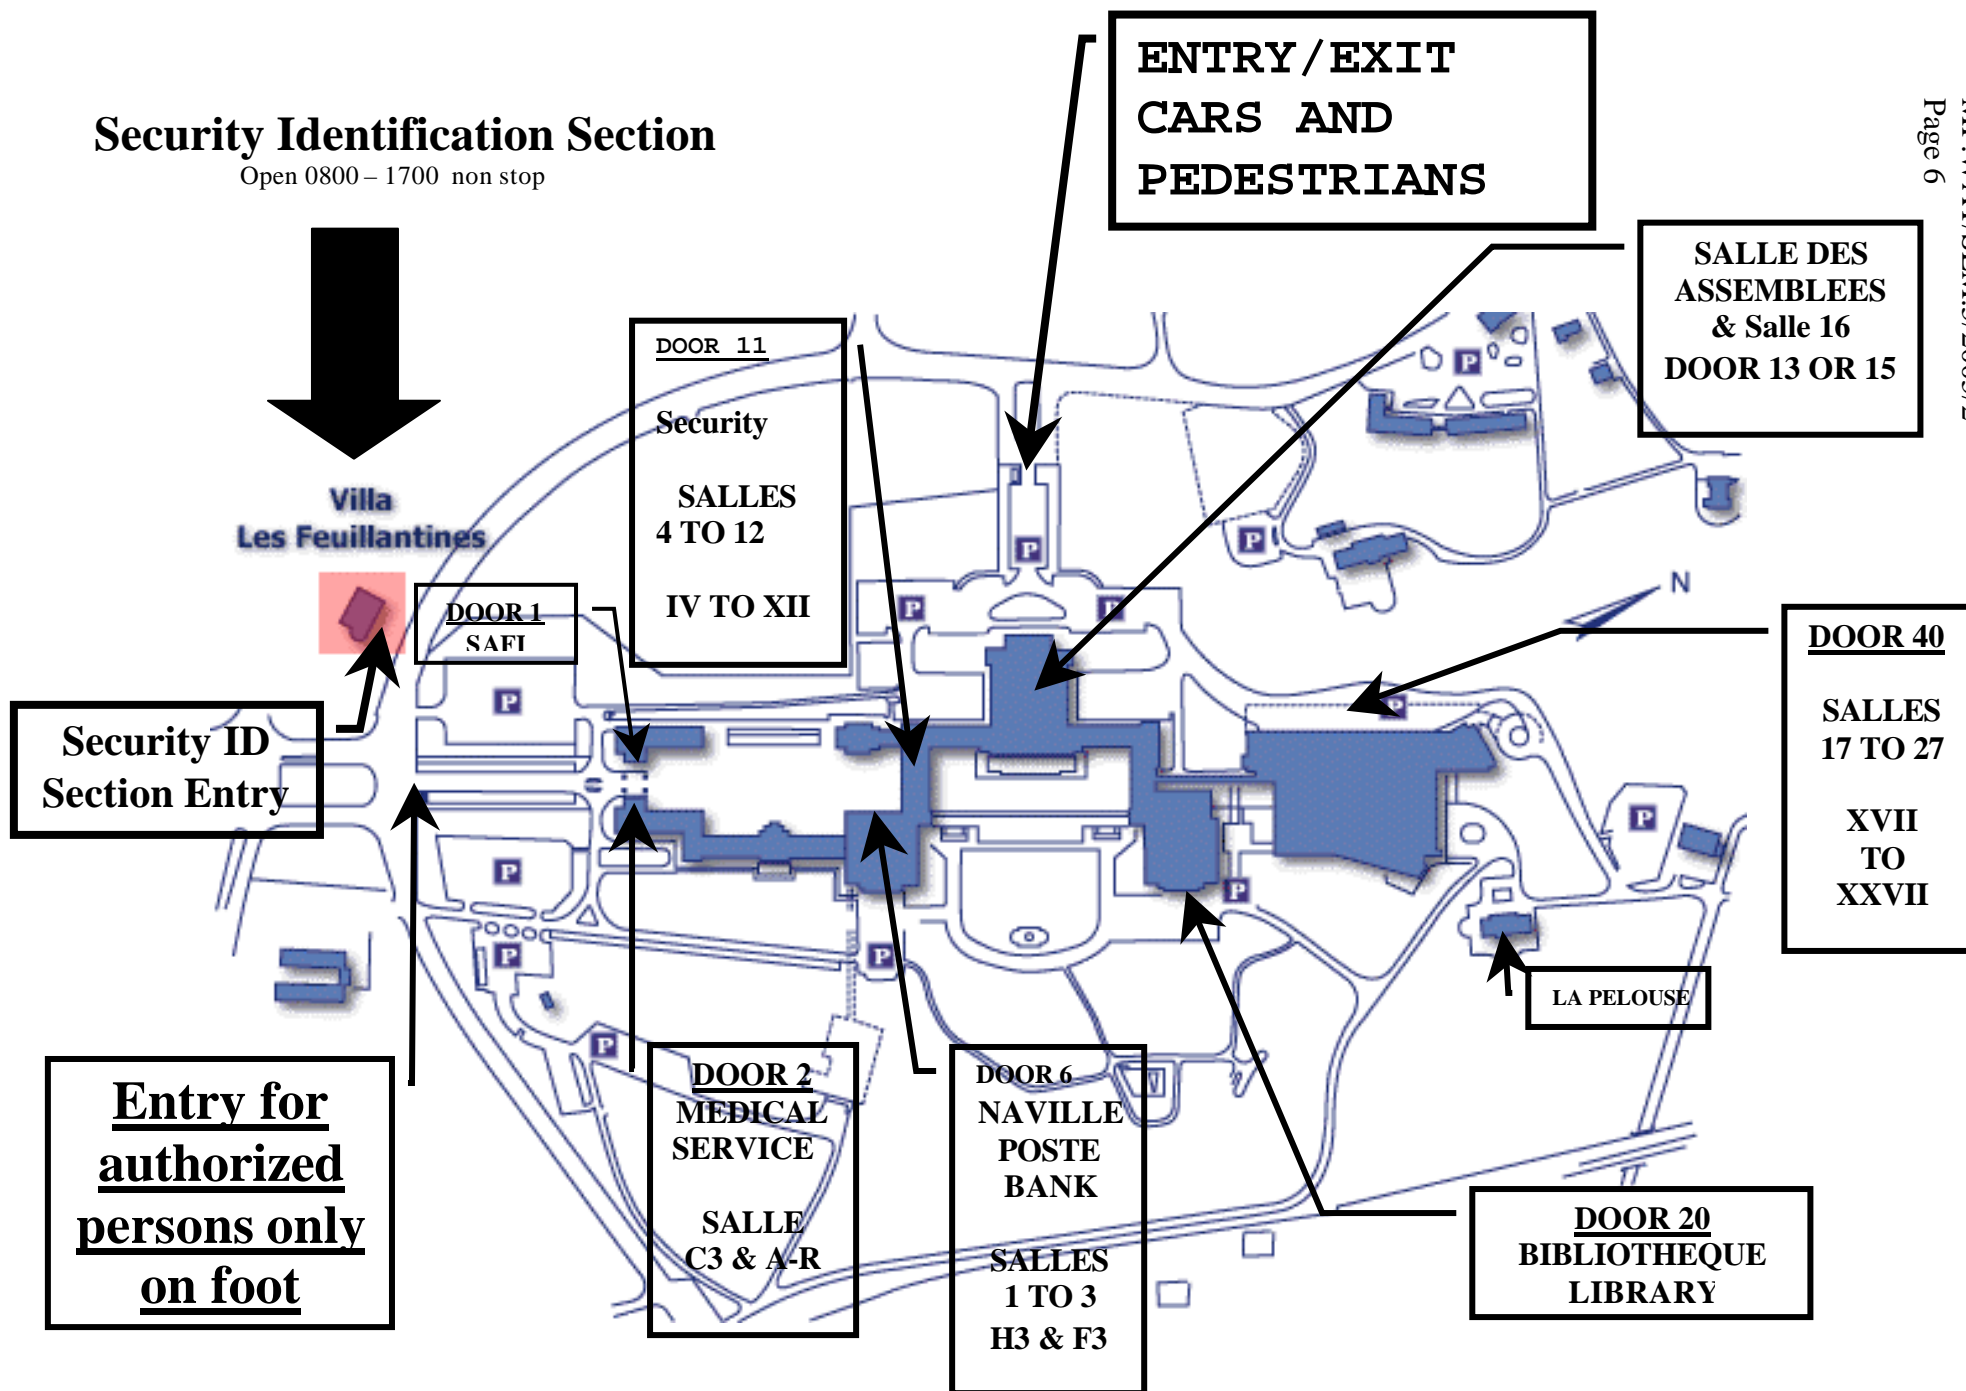 Page 6
Security Identification Section
Open 0800 – 1700 non stop
ENTRY/EXIT
CARS AND
PEDESTRIANS
SALLE DES
ASSEMBLEES
& Salle 16
DOOR 13 OR 15
DOOR 11
Security
SALLES
4 TO 12
IV TO XII
Villa
Les Feuillantines
DOOR 1
SAFI
Security ID
Section Entry
N
DOOR 40
SALLES
17 TO 27
XVII
TO
XXVII
P
P
P
P
P
P
P
P
P
P
P
P
P
P
LA PELOUSE
Entry for
authorized
persons only
on foot
DOOR 2
MEDICAL
SERVICE
SALLE
C3 & A-R
DOOR 6
NAVILLE
POSTE
BANK
SALLES
1 TO 3
H3 & F3
DOOR 20
BIBLIOTHEQUE
LIBRARY